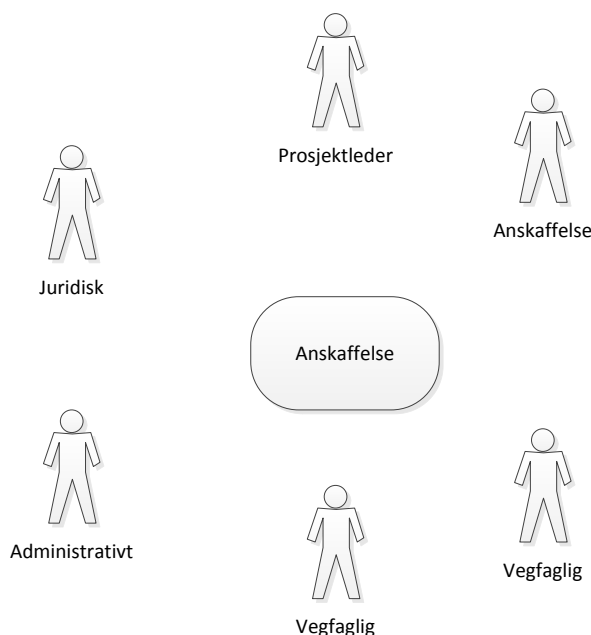 Prosjektleder
Anskaffelse
Juridisk
Anskaffelse
Administrativt
Vegfaglig
Vegfaglig